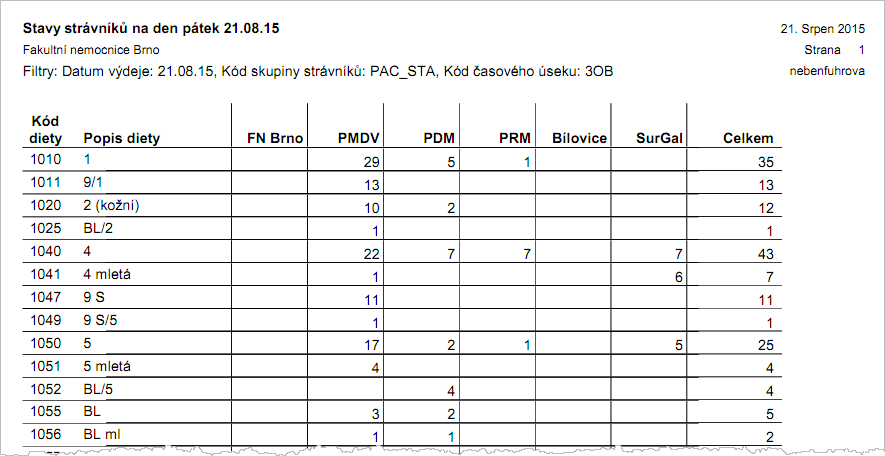 Stavy strávníků na den pátek 21.08.15 21. Srpen 2015
Fakultní nemocnice Brno Strana 1
Filtry: Datum výdeje: 21.08.15, Kód skupiny strávníků: PAC_STA, Kód časového úseku: 3OB nebenfuhrova
Kód
diety Popis diety FN Brno PMDV PDM PRM Bílovice SurGal Celkem
1010 1 29 5 1 35
1011 9/1 13 13
1020 2 (kožní) 10 2 12
1025 BL/2 1 1
1040 4 22 7 7 7 43
1041 4 mletá 1 6 7
1047 9 S 11 11
1049 9 S/5 1 1
1050 5 17 2 1 5 25
1051 5 mletá 4 4
1052 BL/5 4 4
1055 BL 3 2 5
1056 BL ml 1 1 2